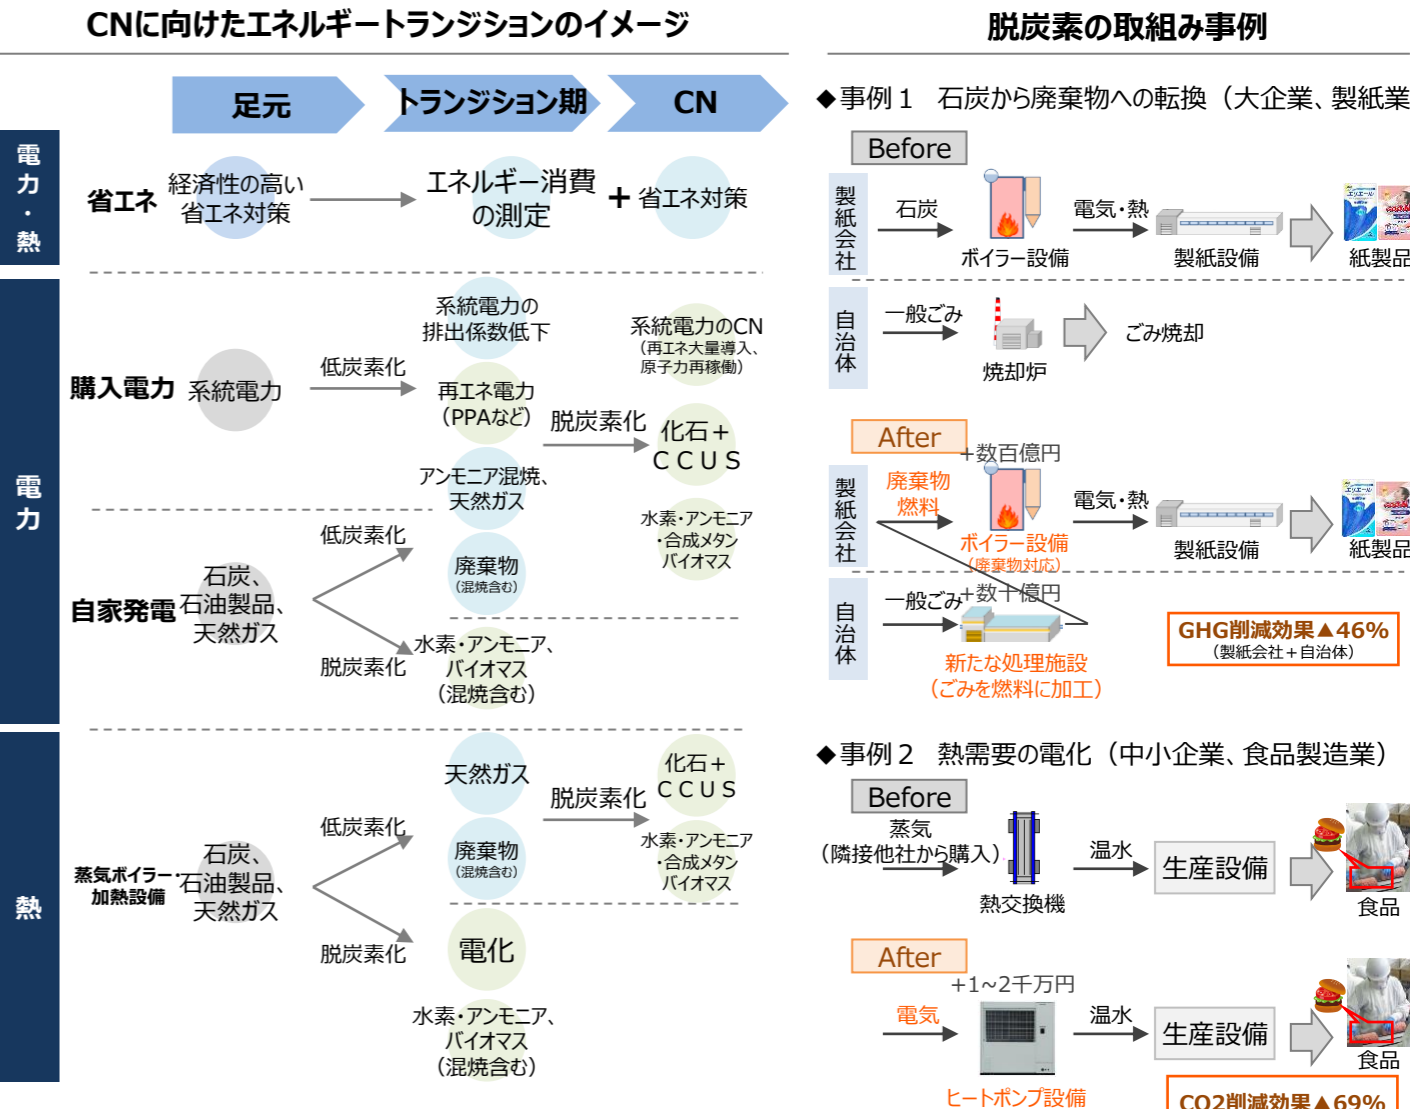 CNに向けたエネルギートランジションのイメージ
足元
トランジション期
CN
電力・熱
省エネ
経済性の高い
省エネ対策
エネルギー消費
の測定
+
省エネ対策
電力
購入電力
系統電力
低炭素化
系統電力の
排出係数低下
再エネ電力
（PPAなど）
アンモニア混焼、
天然ガス
脱炭素化
系統電力のCN
（再エネ大量導入、
原子力再稼働）
化石＋
ＣＣＵＳ
水素・アンモニア
・合成メタン
バイオマス
自家発電
石炭、
石油製品、
天然ガス
低炭素化
脱炭素化
廃棄物
（混焼含む）
水素・アンモニア、
バイオマス
（混焼含む）
熱
蒸気ボイラー・
加熱設備
石炭、
石油製品、
天然ガス
低炭素化
脱炭素化
天然ガス
廃棄物
（混焼含む）
電化
水素・アンモニア、
バイオマス
（混焼含む）
脱炭素化
化石＋
ＣＣＵＳ
水素・アンモニア
・合成メタン
バイオマス
脱炭素の取組み事例
◆事例１　石炭から廃棄物への転換（大企業、製紙業
Before
製紙会社
石炭
ボイラー設備
電気・熱
製紙設備
紙製品
自治体
一般ごみ
焼却炉
ごみ焼却
After
+数百億円
製紙会社
廃棄物
燃料
ボイラー設備
（廃棄物対応）
電気・熱
製紙設備
エリエール
紙製品
自治体
一般ごみ
+数十億円
新たな処理施設
（ごみを燃料に加工）
GHG削減効果▲46%
（製紙会社＋自治体）
◆事例２　熱需要の電化（中小企業、食品製造業）
Before
蒸気
（隣接他社から購入）
熱交換機
温水
生産設備
食品
After
+1~2千万円
電気
ヒートポンプ設備
温水
生産設備
食品
CO2削減効果▲69%